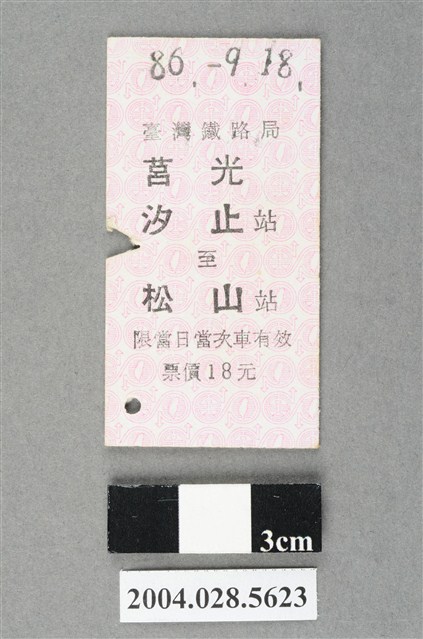 86.-9.18.
臺灣鐵路局
莒光
汐止站
至
松山站
限當日當次車有效
票價18元
3cm
2004.028.5623